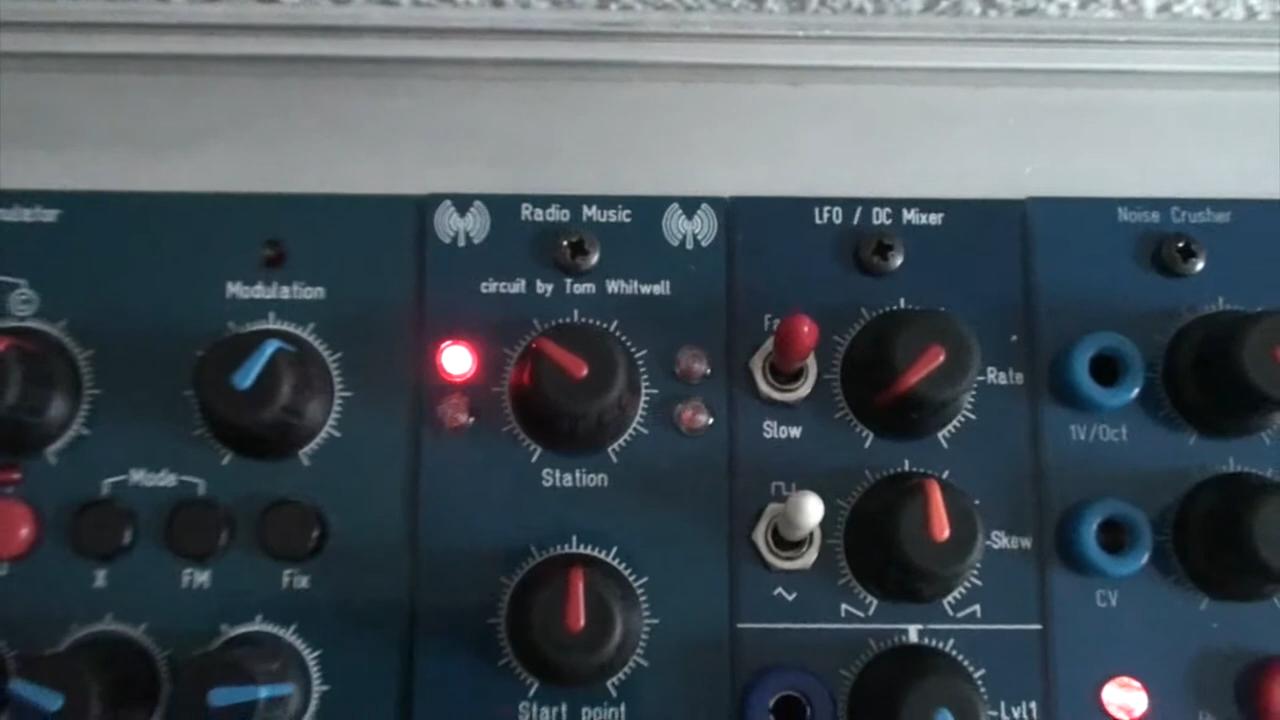 Radio Music
circuit by Tom Whitwell
Station
Start point
Modulation
Mode
X
FM
Fix
LFO / DC Mixer
Slow
Rate
Skew
Lvl1
Noise Crusher
1V/Oct
CV